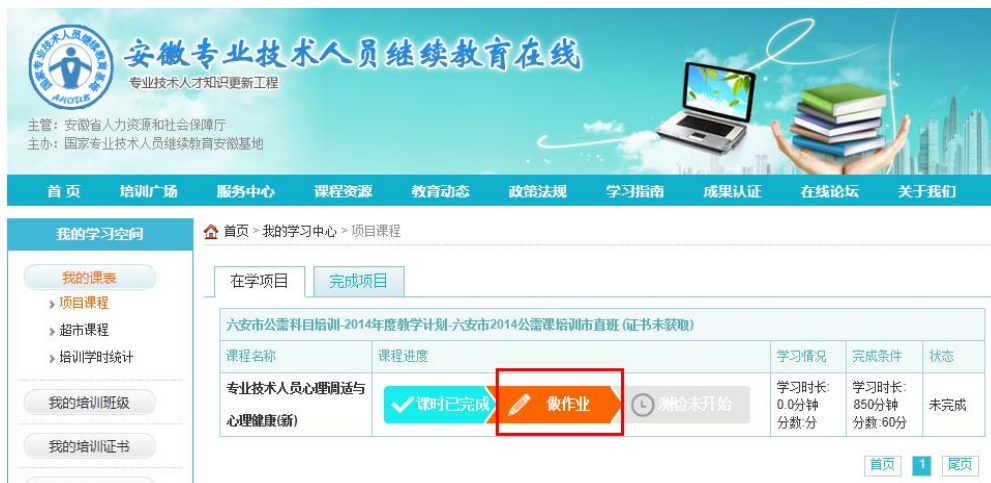 安徽专业技术人员继续教育在线
专业技术人才知识更新工程
AHOTIB
主管：安徽省人力资源和社会保障厅
主办：国家专业技术人员继续教育安徽基地
首页 培训广场 服务中心 课程资源 教育动态 政策法规 学习指南 成果认证 在线论坛 关于我们
我的学习空间
首页 > 我的学习中心 > 项目课程
我的课表
项目课程
超市课程
培训学时统计
我的培训班级
我的培训证书
在学项目 完成项目
六安市公需科目培训-2014年度教学计划-六安市2014公需课培训市直班 (证书未获取)
课程名称 课程进度 学习情况 完成条件 状态
专业技术人员心理调适与
心理健康(新)
课时已完成 做作业 测验未开始
学习时长:
0.0分钟
分数:分
学习时长:
850分钟
分数:60分
未完成
首页 1 尾页